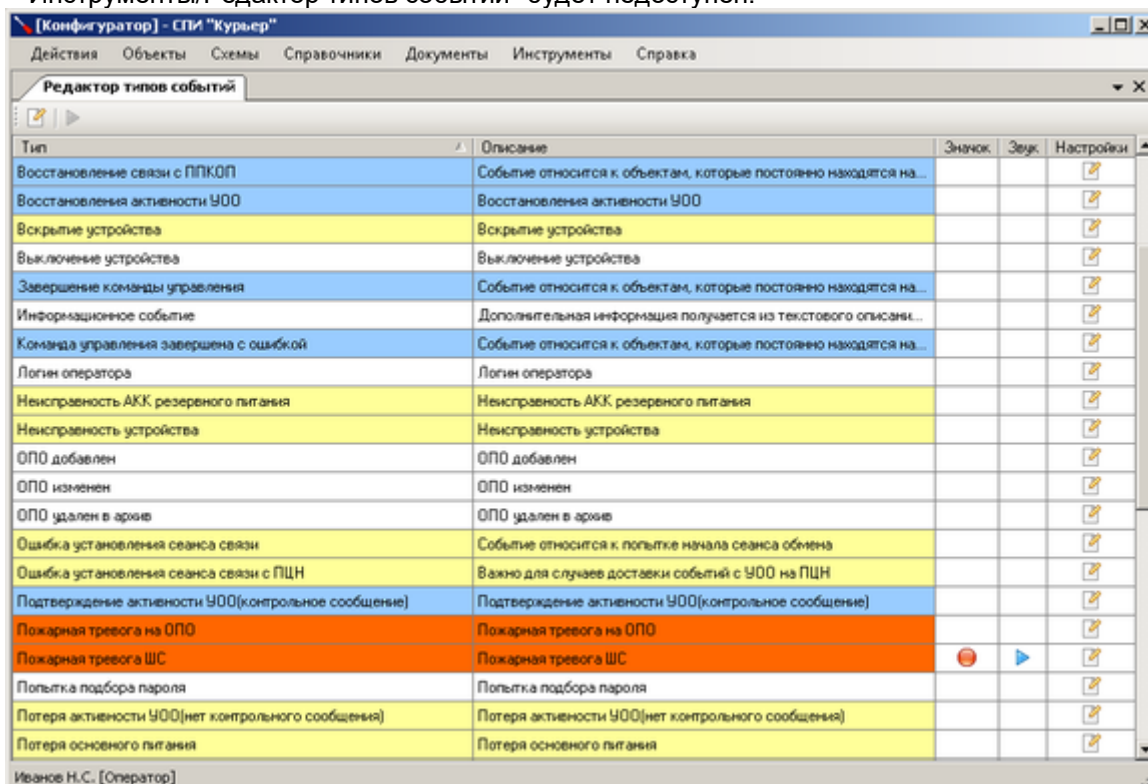 "Инструменты/Редактор типов событий" будет недоступен.
[Конфигуратор] - СПИ "Курьер"
Действия Объекты Схемы Справочники Документы Инструменты Справка
Редактор типов событий
Тип Описание Значок Звук Настройки
Восстановление связи с ППКОП Событие относится к объектам, которые постоянно находятся на...
Восстановления активности УОО Восстановления активности УОО
Вскрытие устройства Вскрытие устройства
Выключение устройства Выключение устройства
Завершение команды управления Событие относится к объектам, которые постоянно находятся на...
Информационное событие Дополнительная информация получается из текстового описани...
Команда управления завершена с ошибкой Событие относится к объектам, которые постоянно находятся на...
Логин оператора Логин оператора
Неисправность АКК резервного питания Неисправность АКК резервного питания
Неисправность устройства Неисправность устройства
ОПО добавлен ОПО добавлен
ОПО изменен ОПО изменен
ОПО удален в архив ОПО удален в архив
Ошибка установления сеанса связи Событие относится к попытке начала сеанса обмена
Ошибка установления сеанса связи с ПЦН Важно для случаев доставки событий с УОО на ПЦН
Подтверждение активности УОО(контрольное сообщение) Подтверждение активности УОО(контрольное сообщение)
Пожарная тревога на ОПО Пожарная тревога на ОПО
Пожарная тревога ШС Пожарная тревога ШС
Попытка подбора пароля Попытка подбора пароля
Потеря активности УОО(нет контрольного сообщения) Потеря активности УОО(нет контрольного сообщения)
Потеря основного питания Потеря основного питания
Иванов Н.С. [Оператор]